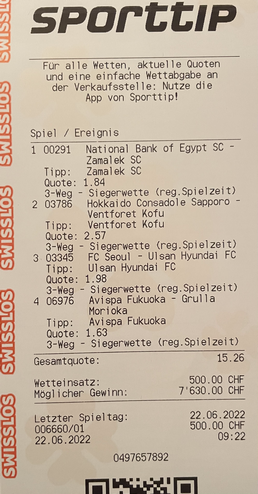 sporttip
Für alle Wetten, aktuelle Quoten
und eine einfache Wettabgabe an
der Verkaufsstelle: Nutze die
App von Sporttip!
Spiel / Ereignis
1 00291 National Bank of Egypt SC -
Zamalek SC
Tipp: Zamalek SC
Quote: 1.84
3-Weg - Siegerwette (reg.Spielzeit)
2 03786 Hokkaido Consadole Sapporo -
Ventforet Kofu
Tipp: Ventforet Kofu
Quote: 2.57
3-Weg - Siegerwette (reg.Spielzeit)
3 03345 FC Seoul - Ulsan Hyundai FC
Tipp: Ulsan Hyundai FC
Quote: 1.98
3-Weg - Siegerwette (reg.Spielzeit)
4 06976 Avispa Fukuoka - Grulla
Morioka
Tipp: Avispa Fukuoka
Quote: 1.63
3-Weg - Siegerwette (reg.Spielzeit)
Gesamtquote: 15.26
Wetteinsatz: 500.00 CHF
Möglicher Gewinn: 7'630.00 CHF
Letzter Spieltag: 22.06.2022
006660/01 500.00 CHF
22.06.2022 09:22
0497657892
SWISSLOS
SWISSLOS
SWISSLOS
SWISSLOS
SWISSLOS